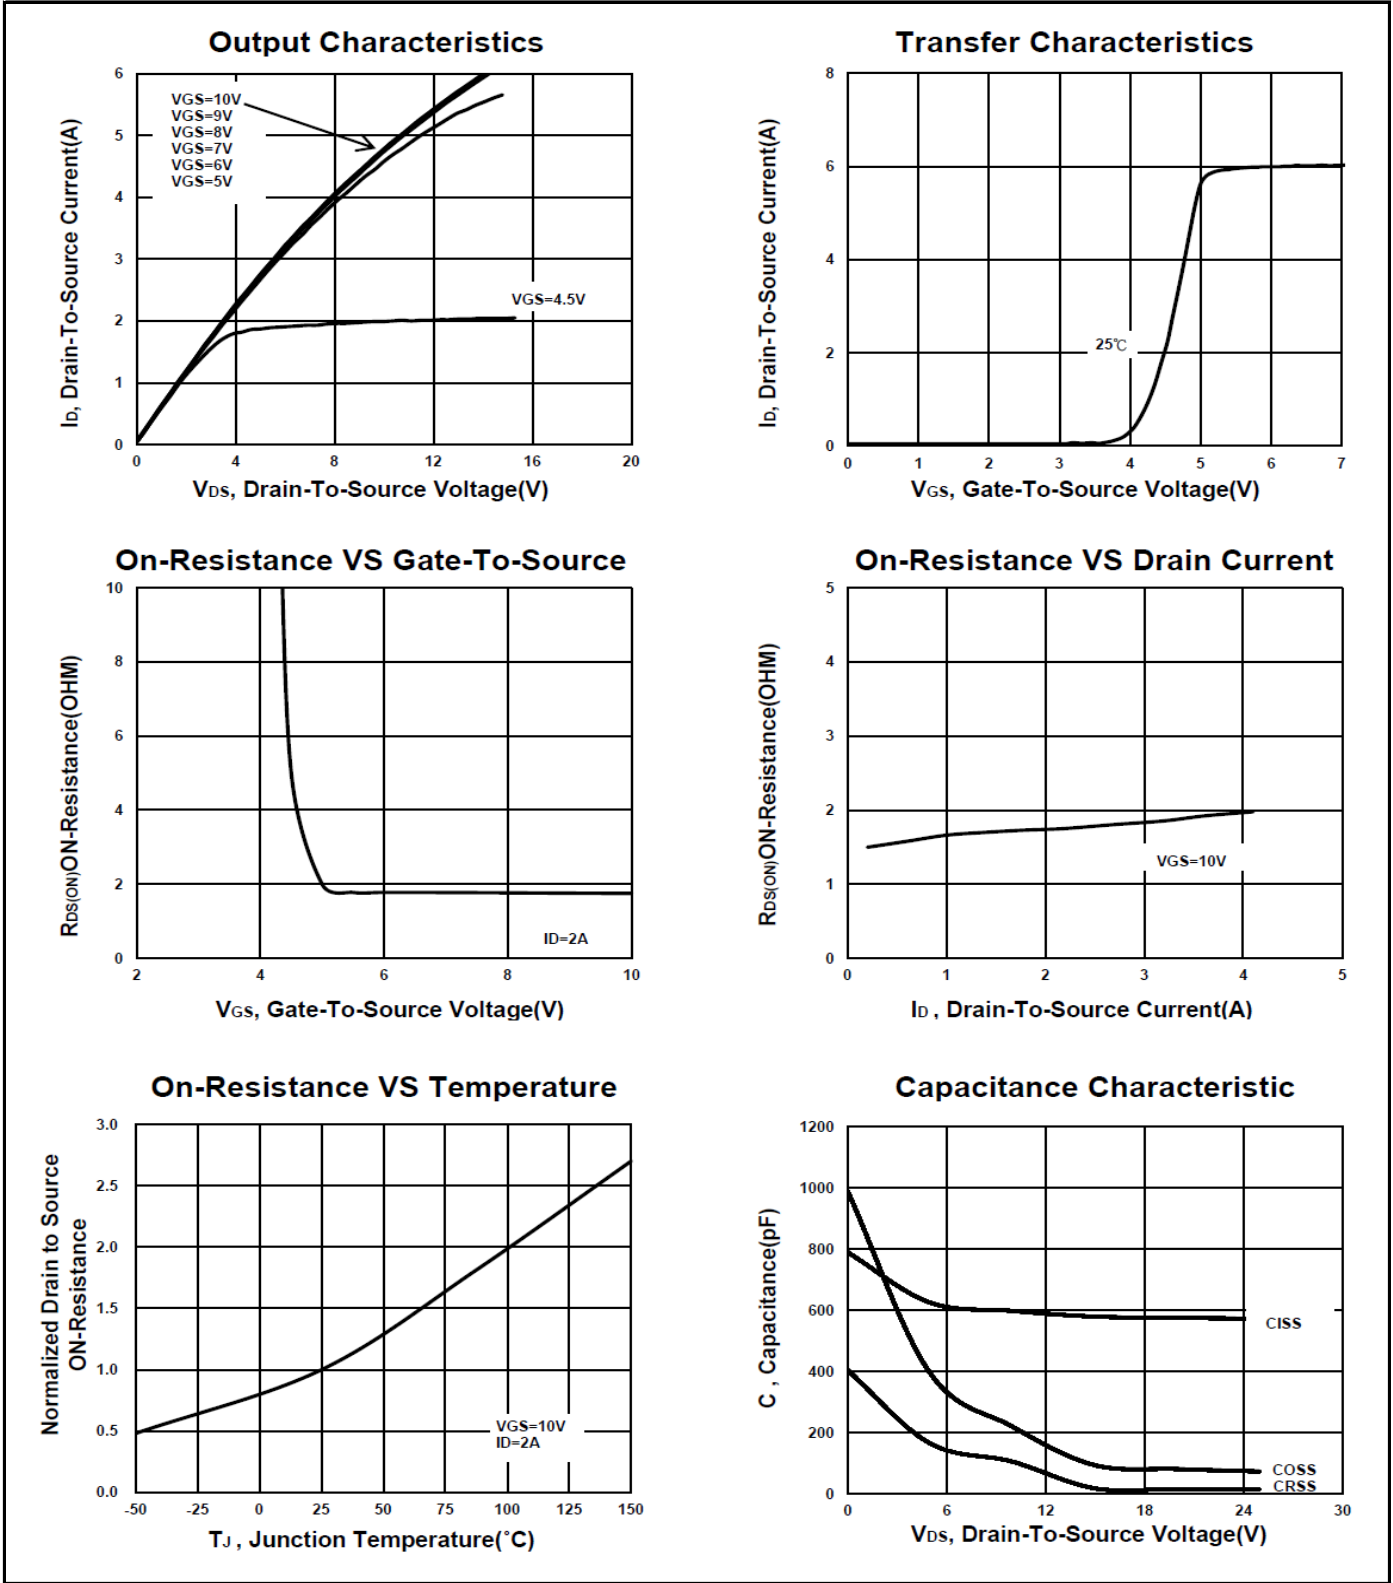 Output Characteristics
ID, Drain-To-Source Current(A)
6
5
4
3
2
1
0
VGS=10V
VGS=9V
VGS=8V
VGS=7V
VGS=6V
VGS=5V
VGS=4.5V
0 4 8 12 16 20
VDS, Drain-To-Source Voltage(V)
Transfer Characteristics
ID, Drain-To-Source Current(A)
8
6
4
2
0
25℃
0 1 2 3 4 5 6 7
VGS, Gate-To-Source Voltage(V)
On-Resistance VS Gate-To-Source
RDS(ON)ON-Resistance(OHM)
10
8
6
4
2
0
ID=2A
2 4 6 8 10
VGS, Gate-To-Source Voltage(V)
On-Resistance VS Drain Current
RDS(ON)ON-Resistance(OHM)
5
4
3
2
1
0
VGS=10V
0 1 2 3 4 5
ID , Drain-To-Source Current(A)
On-Resistance VS Temperature
Normalized Drain to Source
ON-Resistance
3.0
2.5
2.0
1.5
1.0
0.5
0.0
VGS=10V
ID=2A
-50 -25 0 25 50 75 100 125 150
TJ , Junction Temperature(°C)
Capacitance Characteristic
C , Capacitance(pF)
1200
1000
800
600
400
200
0
CISS
COSS
CRSS
0 6 12 18 24 30
VDS, Drain-To-Source Voltage(V)